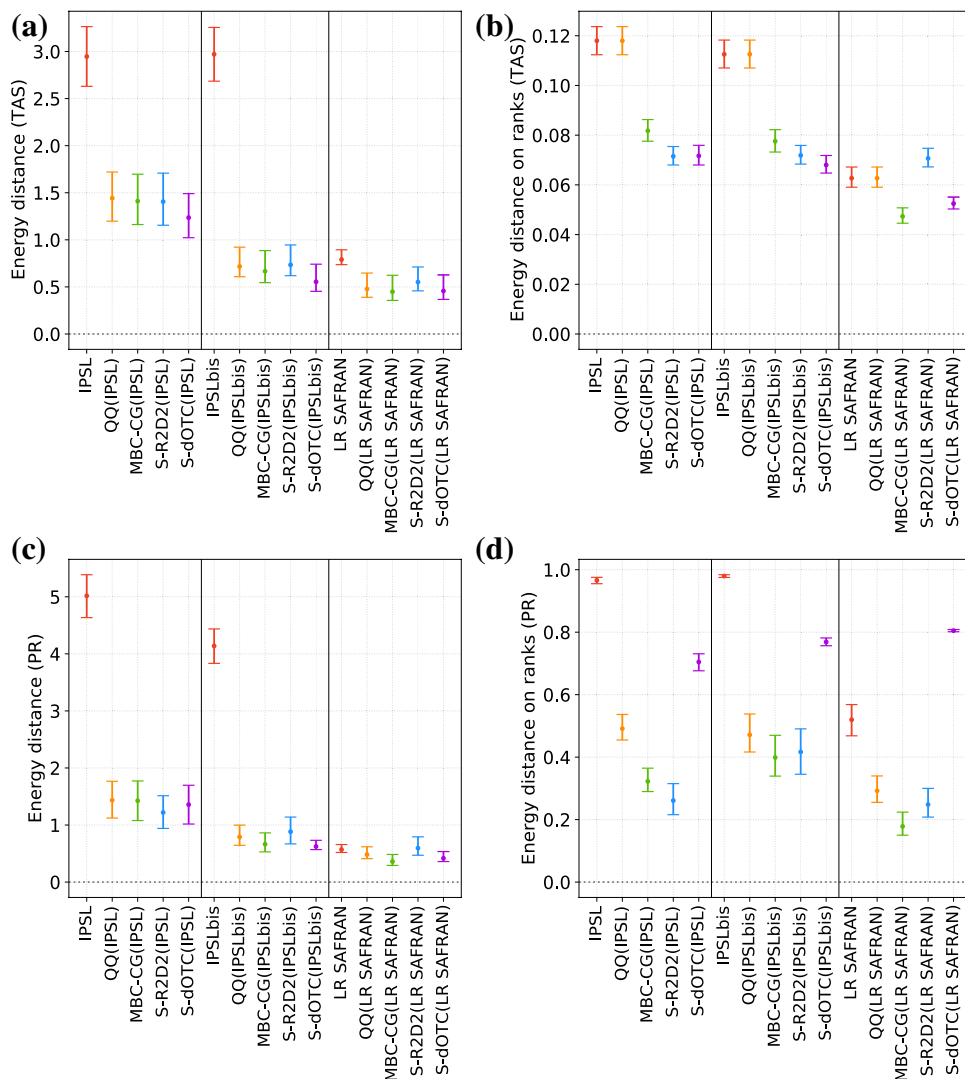 (a)
Energy distance (TAS)
3.0
2.5
2.0
1.5
1.0
0.5
0.0
IPSL
QQ(IPSL)
MBC-CG(IPSL)
S-R2D2(IPSL)
S-dOTC(IPSL)
IPSLbis
QQ(IPSLbis)
MBC-CG(IPSLbis)
S-R2D2(IPSLbis)
S-dOTC(IPSLbis)
LR SAFRAN
QQ(LR SAFRAN)
MBC-CG(LR SAFRAN)
S-R2D2(LR SAFRAN)
S-dOTC(LR SAFRAN)
(b)
Energy distance on ranks (TAS)
0.12
0.10
0.08
0.06
0.04
0.02
0.00
IPSL
QQ(IPSL)
MBC-CG(IPSL)
S-R2D2(IPSL)
S-dOTC(IPSL)
IPSLbis
QQ(IPSLbis)
MBC-CG(IPSLbis)
S-R2D2(IPSLbis)
S-dOTC(IPSLbis)
LR SAFRAN
QQ(LR SAFRAN)
MBC-CG(LR SAFRAN)
S-R2D2(LR SAFRAN)
S-dOTC(LR SAFRAN)
(c)
Energy distance (PR)
5
4
3
2
1
0
IPSL
QQ(IPSL)
MBC-CG(IPSL)
S-R2D2(IPSL)
S-dOTC(IPSL)
IPSLbis
QQ(IPSLbis)
MBC-CG(IPSLbis)
S-R2D2(IPSLbis)
S-dOTC(IPSLbis)
LR SAFRAN
QQ(LR SAFRAN)
MBC-CG(LR SAFRAN)
S-R2D2(LR SAFRAN)
S-dOTC(LR SAFRAN)
(d)
Energy distance on ranks (PR)
1.0
0.8
0.6
0.4
0.2
0.0
IPSL
QQ(IPSL)
MBC-CG(IPSL)
S-R2D2(IPSL)
S-dOTC(IPSL)
IPSLbis
QQ(IPSLbis)
MBC-CG(IPSLbis)
S-R2D2(IPSLbis)
S-dOTC(IPSLbis)
LR SAFRAN
QQ(LR SAFRAN)
MBC-CG(LR SAFRAN)
S-R2D2(LR SAFRAN)
S-dOTC(LR SAFRAN)